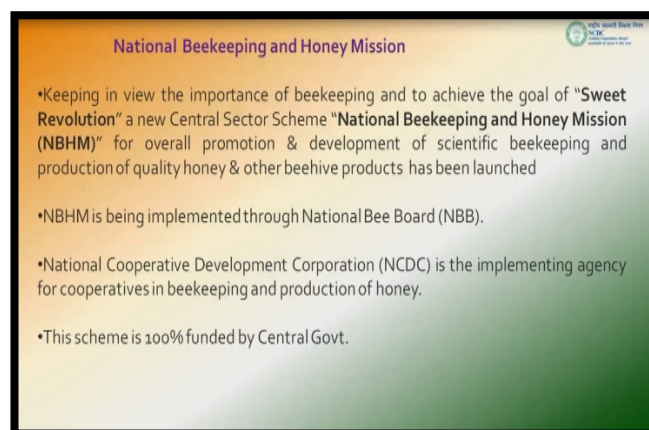 राष्ट्रीय सहकारी विकास निगम
NCDC
National Beekeeping and Honey Mission
•Keeping in view the importance of beekeeping and to achieve the goal of “Sweet
Revolution” a new Central Sector Scheme “National Beekeeping and Honey Mission
(NBHM)” for overall promotion & development of scientific beekeeping and
production of quality honey & other beehive products has been launched
•NBHM is being implemented through National Bee Board (NBB).
•National Cooperative Development Corporation (NCDC) is the implementing agency
for cooperatives in beekeeping and production of honey.
•This scheme is 100% funded by Central Govt.